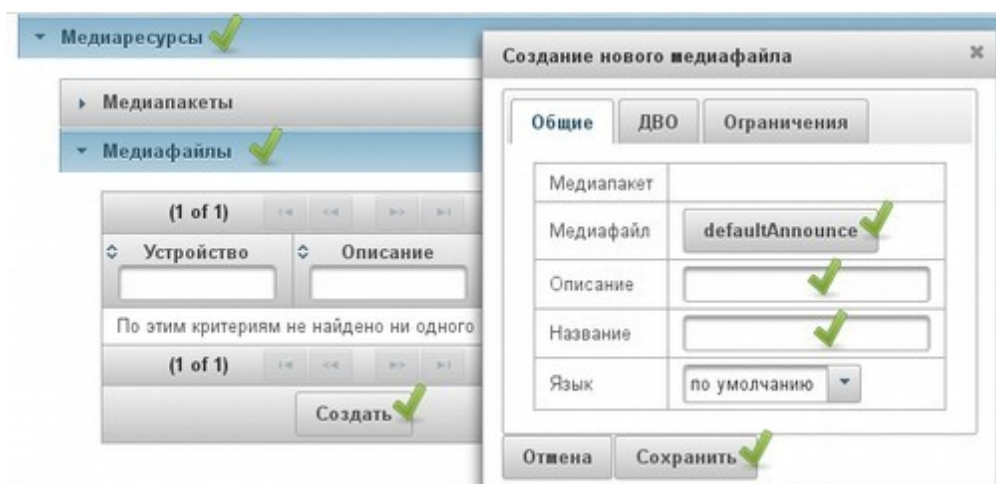 Медиаресурсы
Медиапакеты
Медиафайлы
(1 of 1)
Устройство Описание
По этим критериям не найдено ни одного
(1 of 1)
Создать
Создание нового медиафайла
Общие ДВО Ограничения
Медиапакет
Медиафайл defaultAnnounce
Описание
Название
Язык по умолчанию
Отмена Сохранить